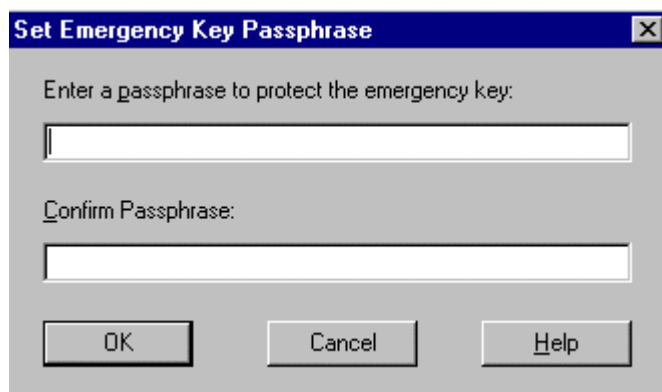 Set Emergency Key Passphrase
Enter a passphrase to protect the emergency key:
Confirm Passphrase:
OK Cancel Help